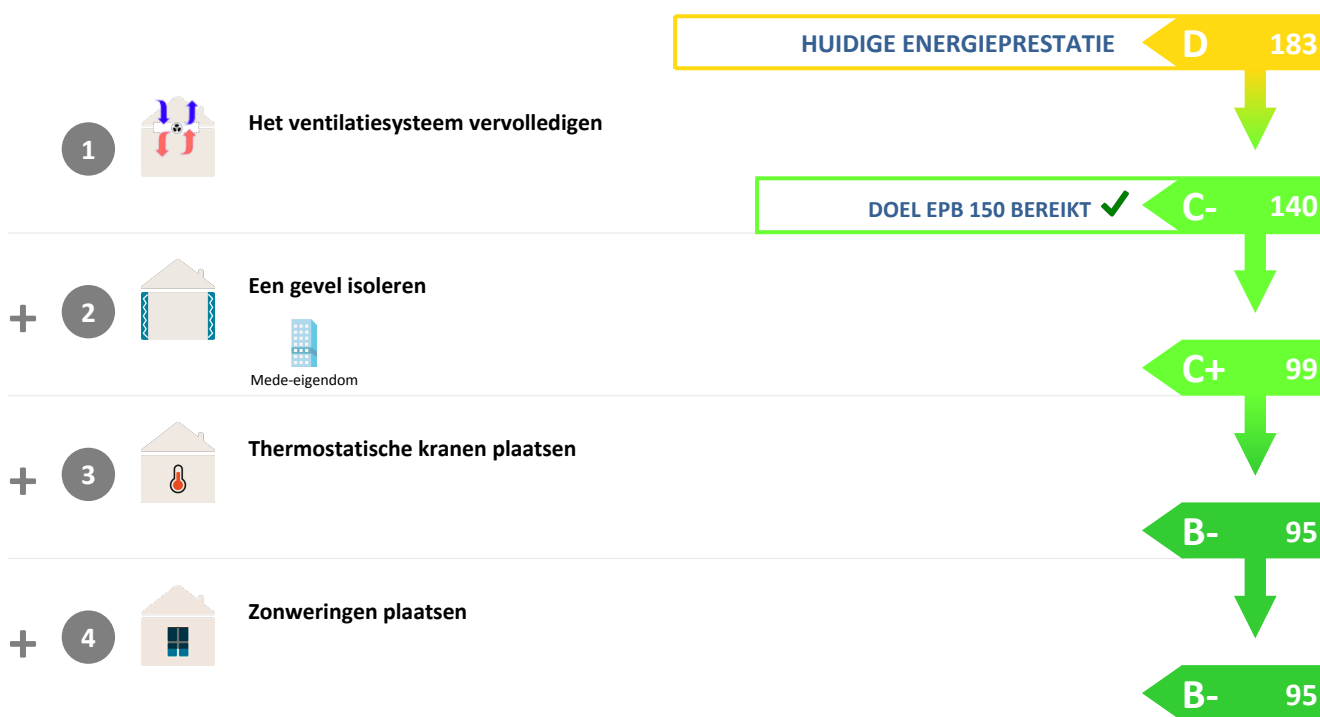 HUIDIGE ENERGIEPRESTATIE D 183
1 Het ventilatiesysteem vervolledigen
DOEL EPB 150 BEREIKT ✔ C- 140
+ 2 Een gevel isoleren
Mede-eigendom
C+ 99
+ 3 Thermostatische kranen plaatsen
B- 95
+ 4 Zonweringen plaatsen
B- 95